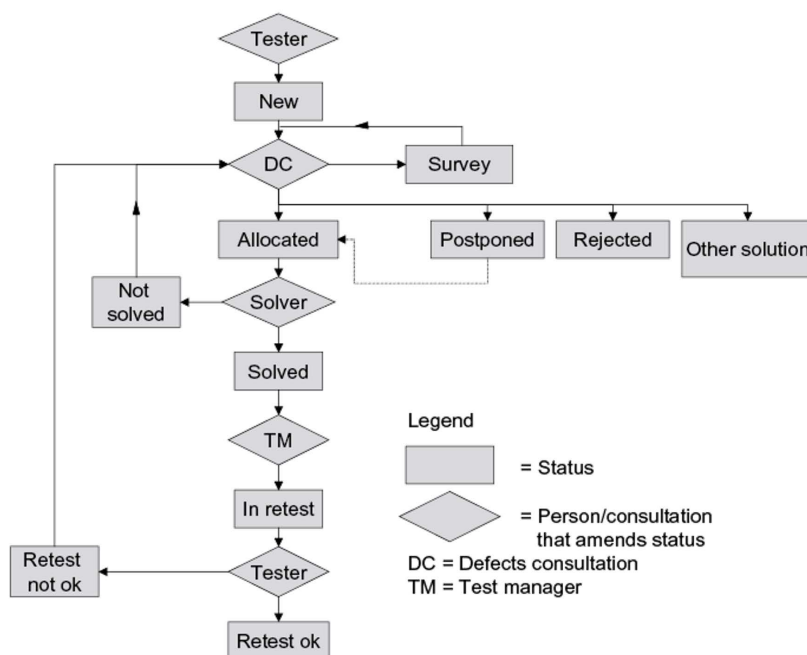 Tester
New
DC
Survey
Allocated
Postponed
Rejected
Other solution
Not
solved
Solver
Solved
TM
In retest
Retest
not ok
Tester
Retest ok
Legend
= Status
= Person/consultation
that amends status
DC = Defects consultation
TM = Test manager